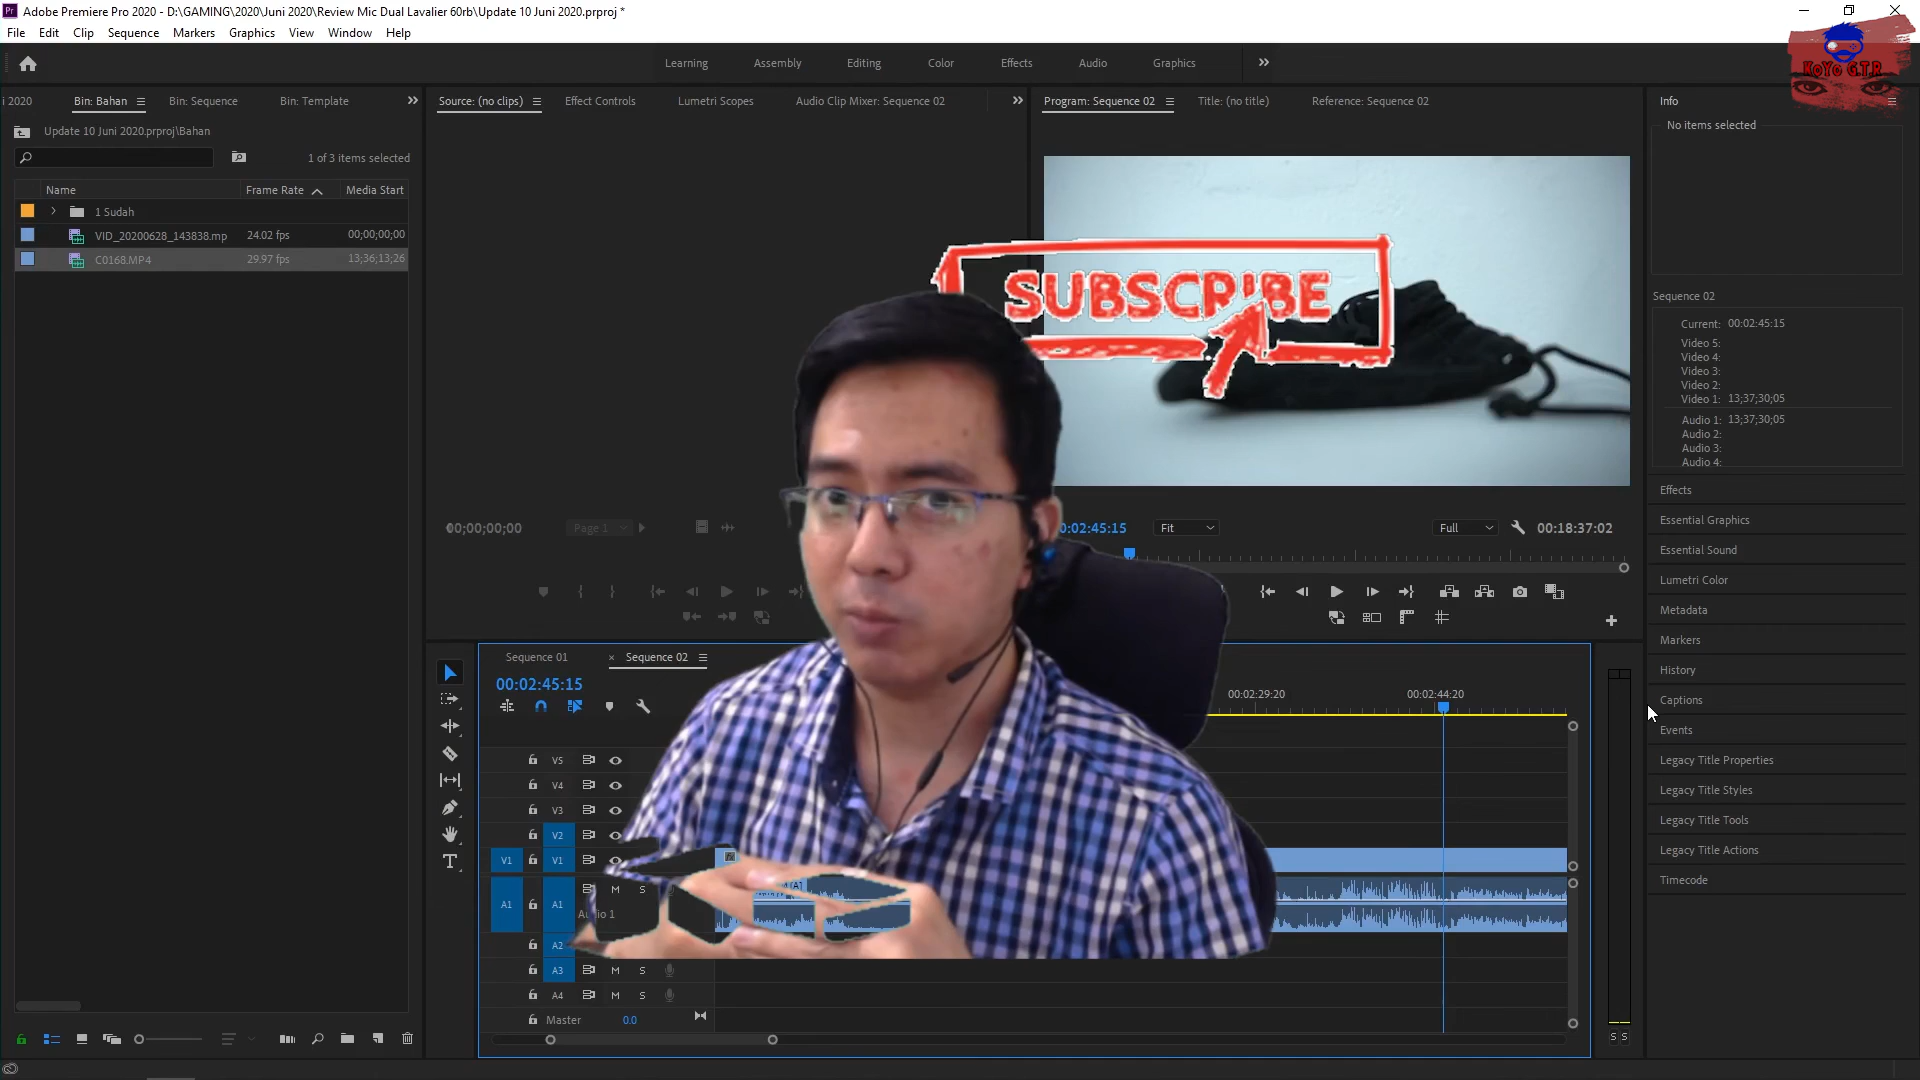 Adobe Premiere Pro 2020 - D:\GAMING\2020\Juni 2020\Review Mic Dual Lavalier 60rb\Update 10 Juni 2020.prproj *
File Edit Clip Sequence Markers Graphics View Window Help
KoYo G.T.R
Learning Assembly Editing Color Effects Audio Graphics
i 2020 Bin: Bahan Bin: Sequence Bin: Template
Source: (no clips) Effect Controls Lumetri Scopes Audio Clip Mixer: Sequence 02
Program: Sequence 02 Title: (no title) Reference: Sequence 02
Info
No items selected
Update 10 Juni 2020.prproj\Bahan
1 of 3 items selected
Name Frame Rate Media Start
1 Sudah
VID_20200628_143838.mp 24.02 fps 00;00;00;00
C0168.MP4 29.97 fps 13;36;13;26
SUBSCRIBE
Sequence 02
Current: 00:02:45:15
Video 5:
Video 4:
Video 3:
Video 2:
Video 1: 13;37;30;05
Audio 1: 13;37;30;05
Audio 2:
Audio 3:
Audio 4:
Effects
Essential Graphics
Essential Sound
Lumetri Color
Metadata
Markers
History
Captions
Events
Legacy Title Properties
Legacy Title Styles
Legacy Title Tools
Legacy Title Actions
Timecode
00;00;00;00 Page 1
0:02:45:15 Fit Full 00:18:37:02
Sequence 01 × Sequence 02
00:02:45:15
00:02:29:20 00:02:44:20
V5
V4
V3
V2
V1 V1
A1 A1 M S
A2
A3 M S
A4 M S
Master 0.0
S S